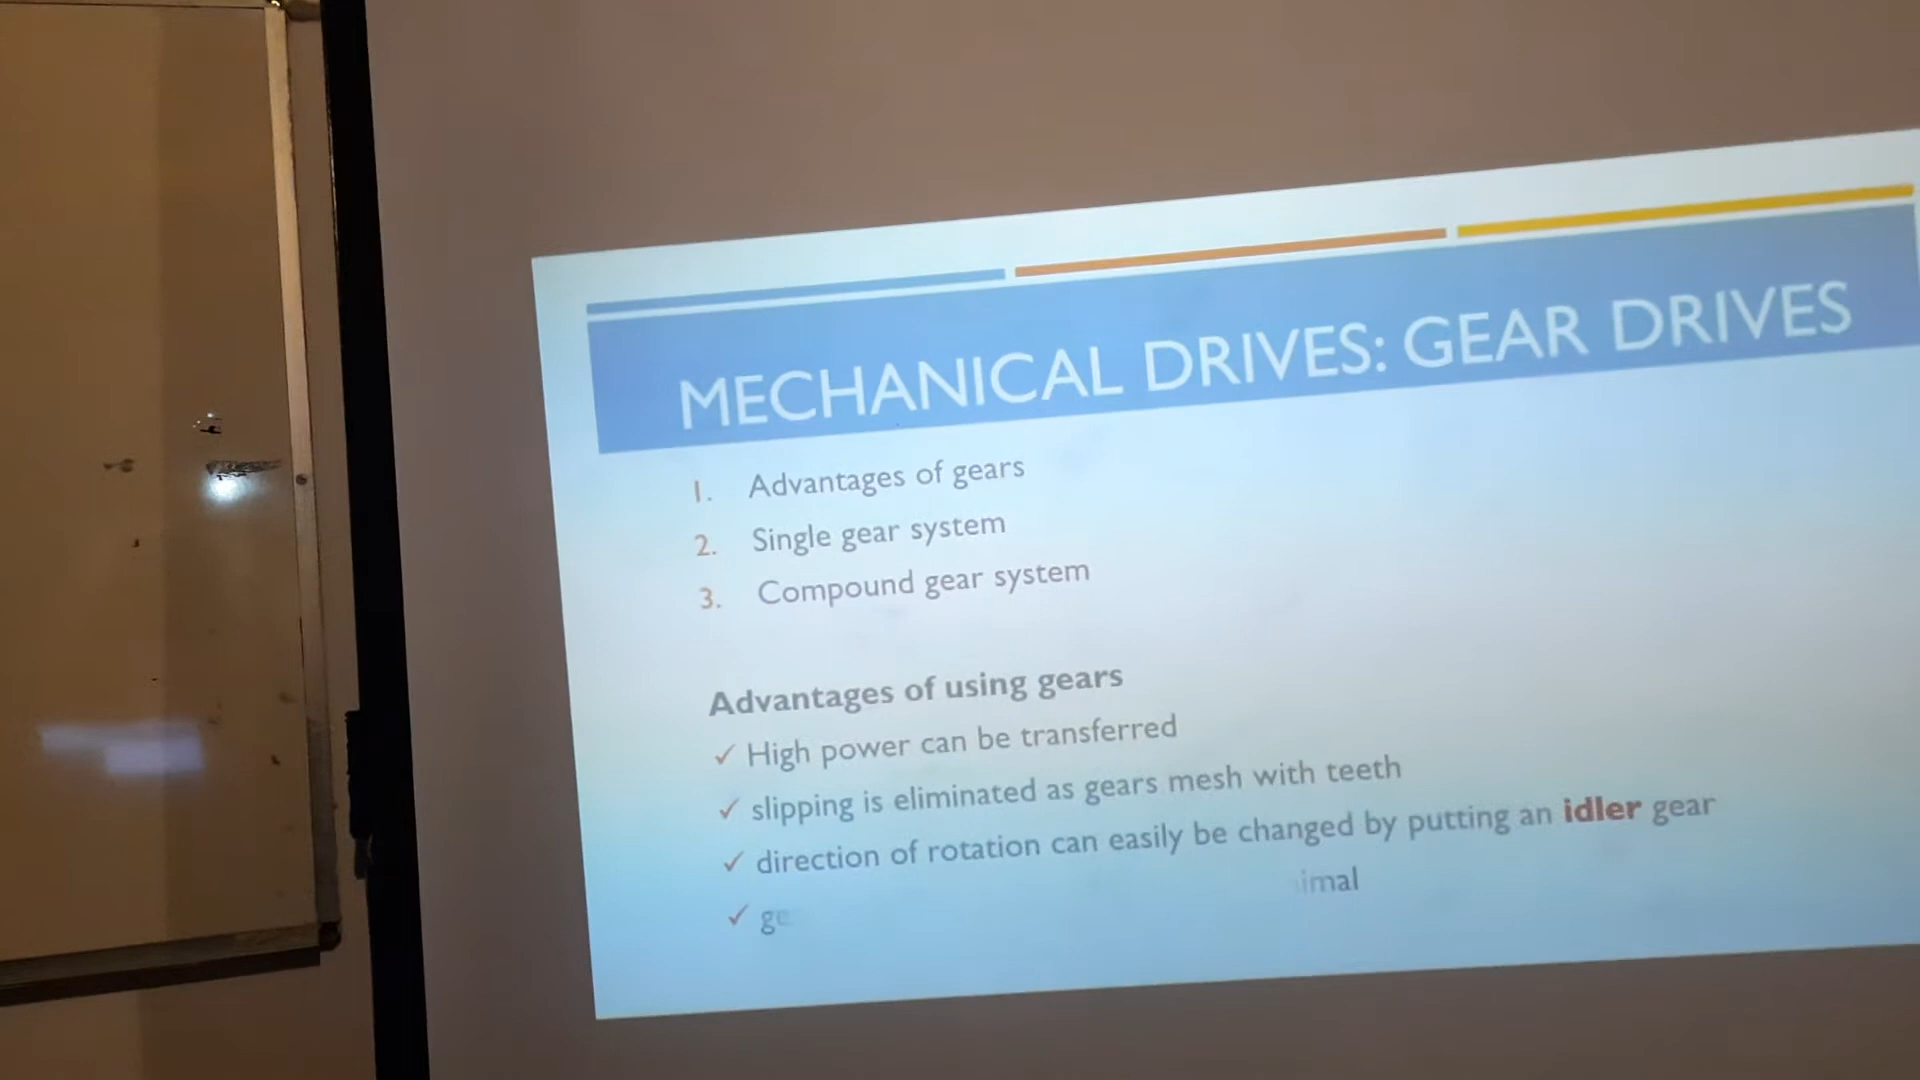 MECHANICAL DRIVES: GEAR DRIVES
1. Advantages of gears
2. Single gear system
3. Compound gear system
Advantages of using gears
✓ High power can be transferred
✓ slipping is eliminated as gears mesh with teeth
✓ direction of rotation can easily be changed by putting an idler gear
✓